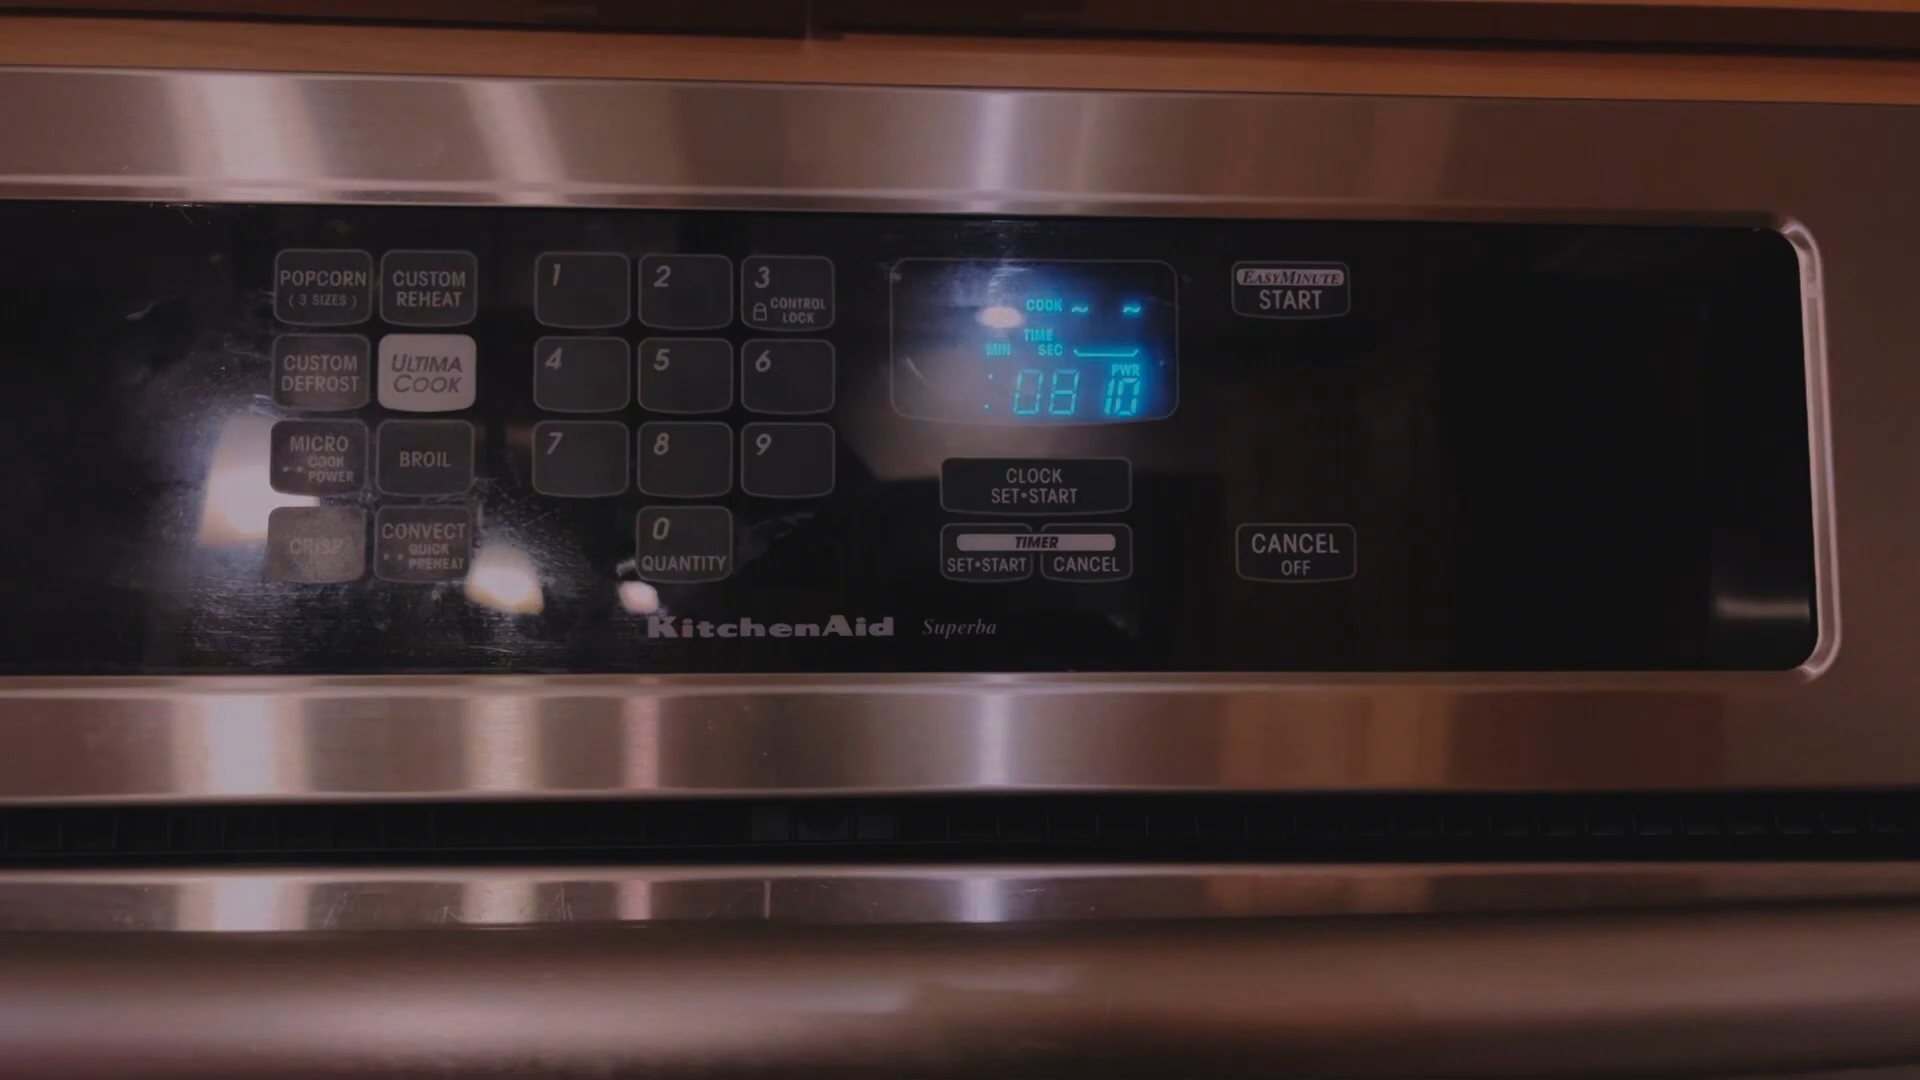 POPCORN
( 3 SIZES )
CUSTOM
REHEAT
1
2
3
CONTROL
LOCK
COOK
TIME
MIN SEC
PWR
:08 10
EASYMINUTE
START
CUSTOM
DEFROST
ULTIMA
COOK
4
5
6
MICRO
COOK
POWER
BROIL
7
8
9
CLOCK
SET•START
CRISP
CONVECT
QUICK
PREHEAT
0
QUANTITY
TIMER
SET•START
CANCEL
CANCEL
OFF
KitchenAid Superba